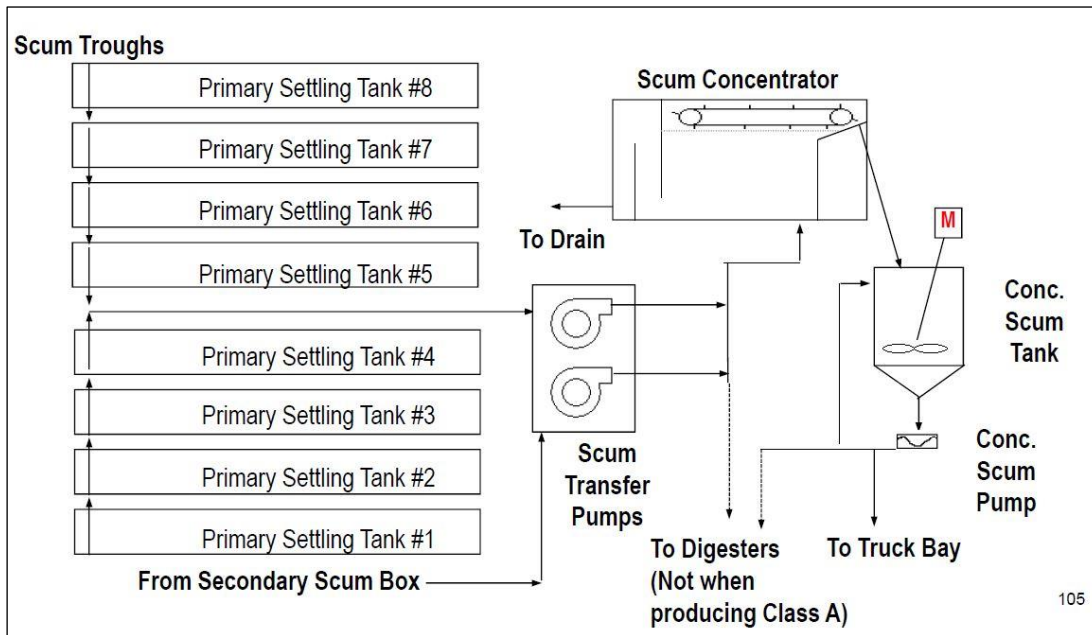 Scum Troughs
Primary Settling Tank #8
Primary Settling Tank #7
Primary Settling Tank #6
Primary Settling Tank #5
Primary Settling Tank #4
Primary Settling Tank #3
Primary Settling Tank #2
Primary Settling Tank #1
From Secondary Scum Box
Scum
Transfer
Pumps
Scum Concentrator
To Drain
M
Conc.
Scum
Tank
Conc.
Scum
Pump
To Digesters
(Not when
producing Class A)
To Truck Bay
105